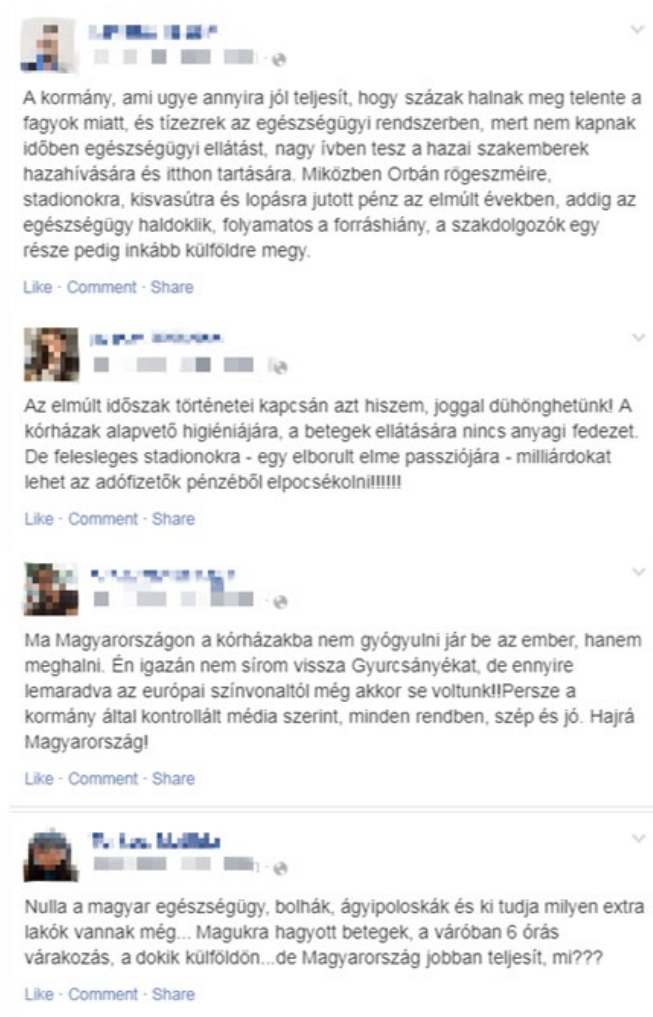 A kormány, ami ugye annyira jól teljesít, hogy százak halnak meg telente a
fagyok miatt, és tízezrek az egészségügyi rendszerben, mert nem kapnak
időben egészségügyi ellátást, nagy ívben tesz a hazai szakemberek
hazahívására és itthon tartására. Miközben Orbán rögeszméire,
stadionokra, kisvasútra és lopásra jutott pénz az elmúlt években, addig az
egészségügy haldoklik, folyamatos a forráshiány, a szakdolgozók egy
része pedig inkább külföldre megy.
Like · Comment · Share
Az elmúlt időszak történetei kapcsán azt hiszem, joggal dühönghetünk! A
kórházak alapvető higiéniájára, a betegek ellátására nincs anyagi fedezet.
De felesleges stadionokra - egy elborult elme passziójára - milliárdokat
lehet az adófizetők pénzéből elpocsékolni!!!!!!
Like · Comment · Share
Ma Magyarországon a kórházakba nem gyógyulni jár be az ember, hanem
meghalni. Én igazán nem sírom vissza Gyurcsányékat, de ennyire
lemaradva az európai színvonaltól még akkor se voltunk!!Persze a
kormány által kontrollált média szerint, minden rendben, szép és jó. Hajrá
Magyarország!
Like · Comment · Share
Nulla a magyar egészségügy, bolhák, ágyipoloskák és ki tudja milyen extra
lakók vannak még... Magukra hagyott betegek, a váróban 6 órás
várakozás, a dokik külföldön...de Magyarország jobban teljesít, mi???
Like · Comment · Share